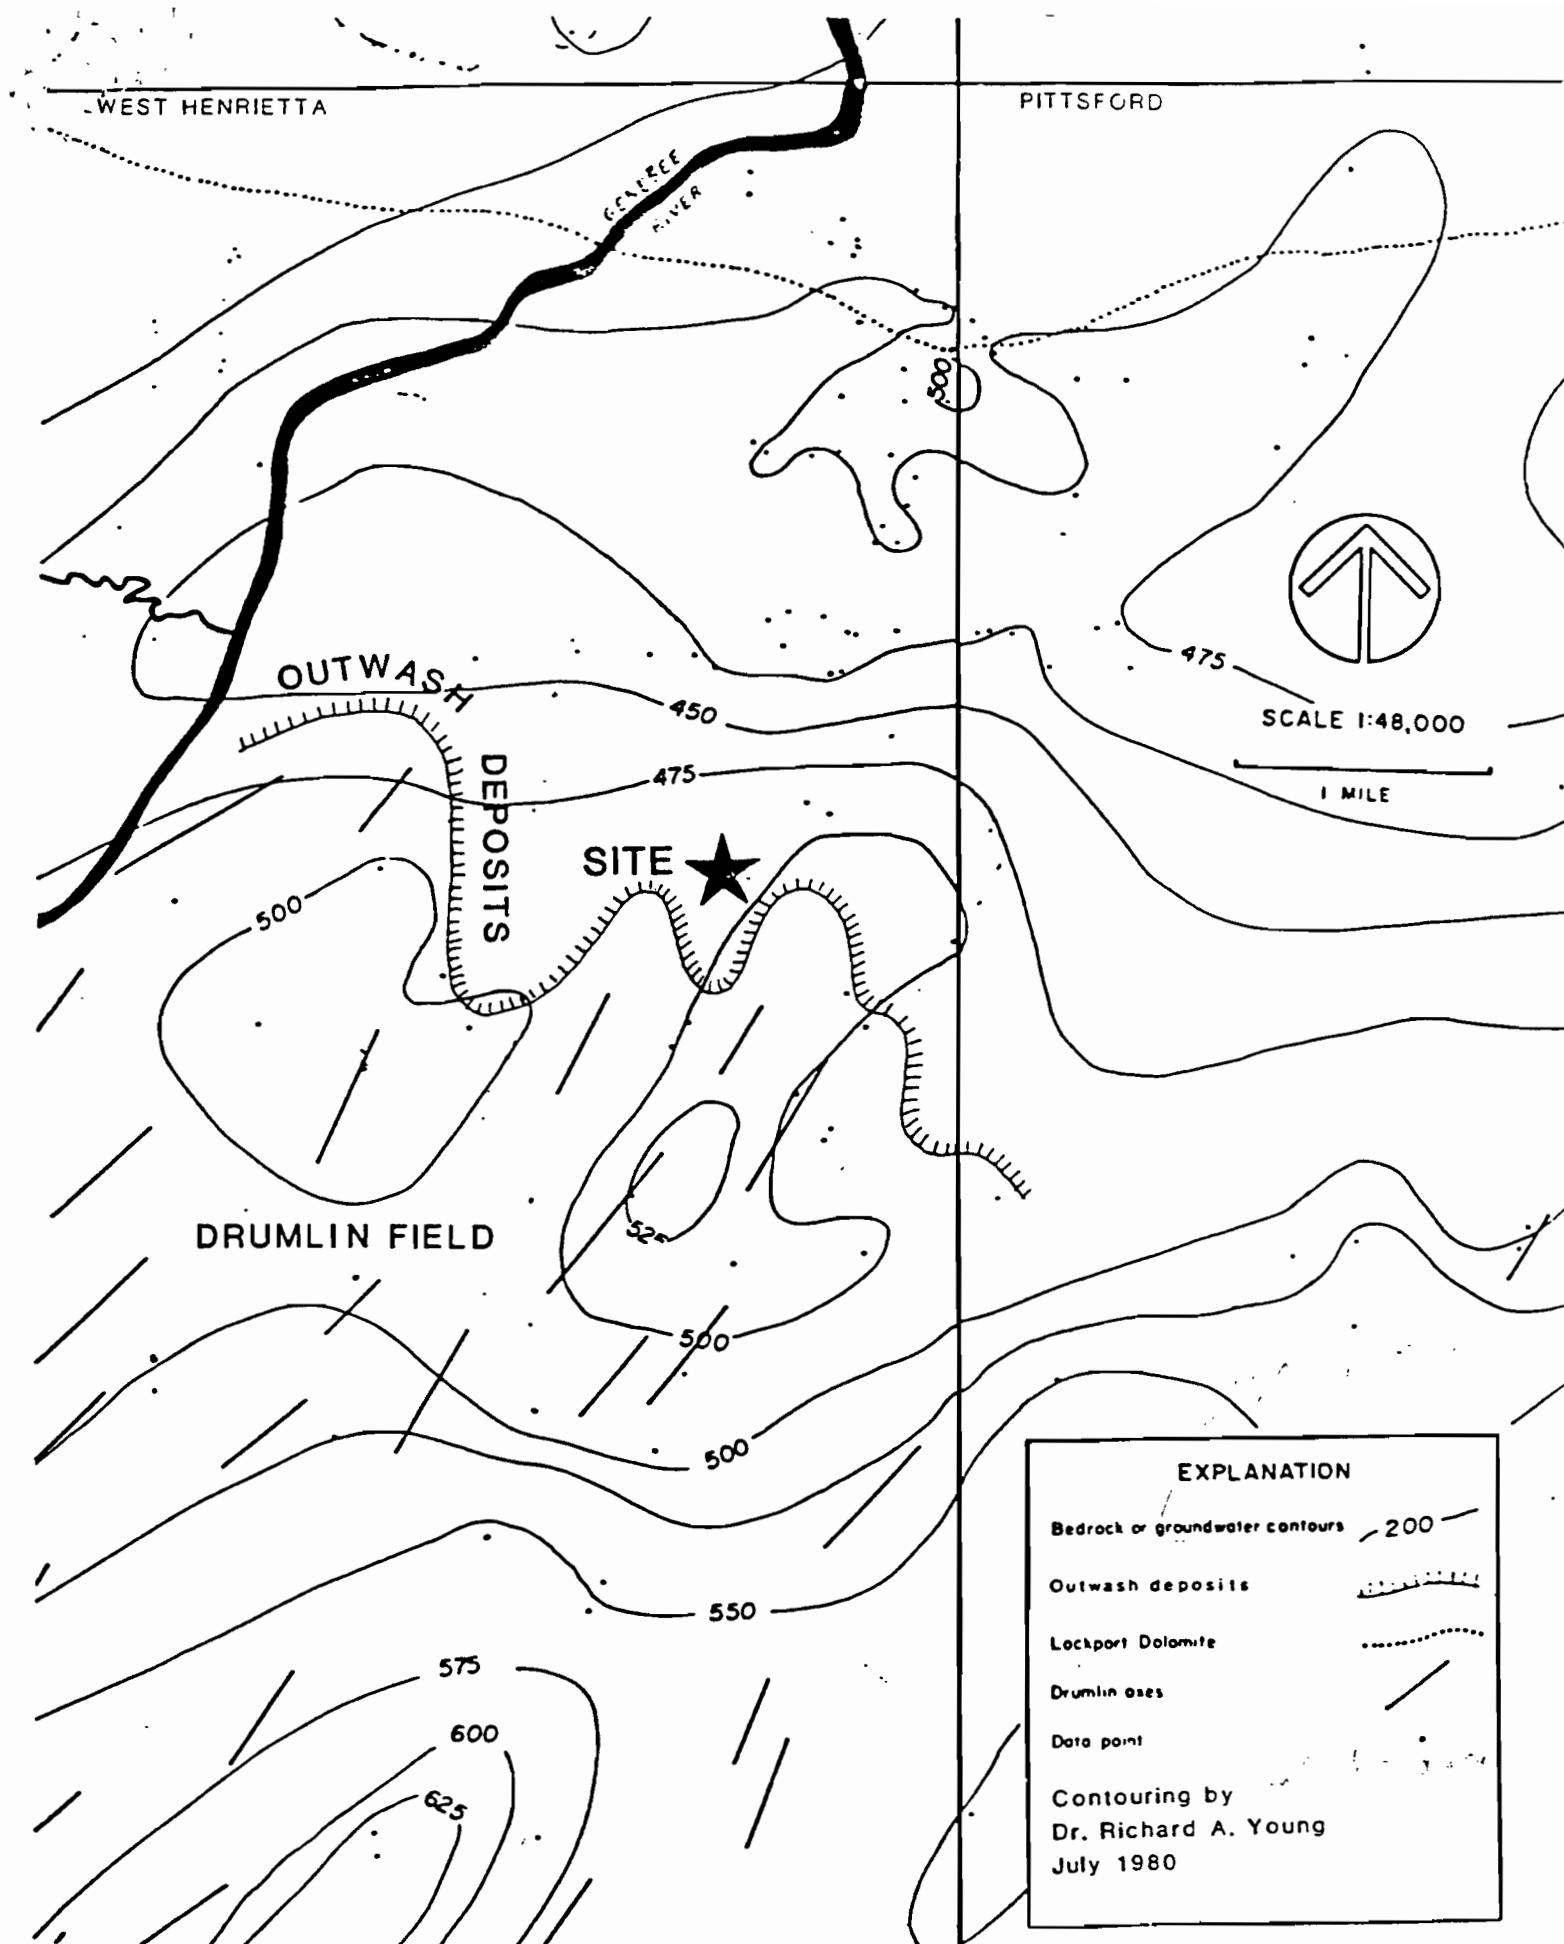 WEST HENRIETTA
PITTSFORD
GENESEE
RIVER
500
475
OUTWASH
450
SCALE 1:48,000
475
1 MILE
DEPOSITS
SITE
500
525
DRUMLIN FIELD
500
500
EXPLANATION
Bedrock or groundwater contours 200
Outwash deposits
Lockport Dolomite
550
575
Drumlin axes
600
Data point
625
Contouring by
Dr. Richard A. Young
July 1980